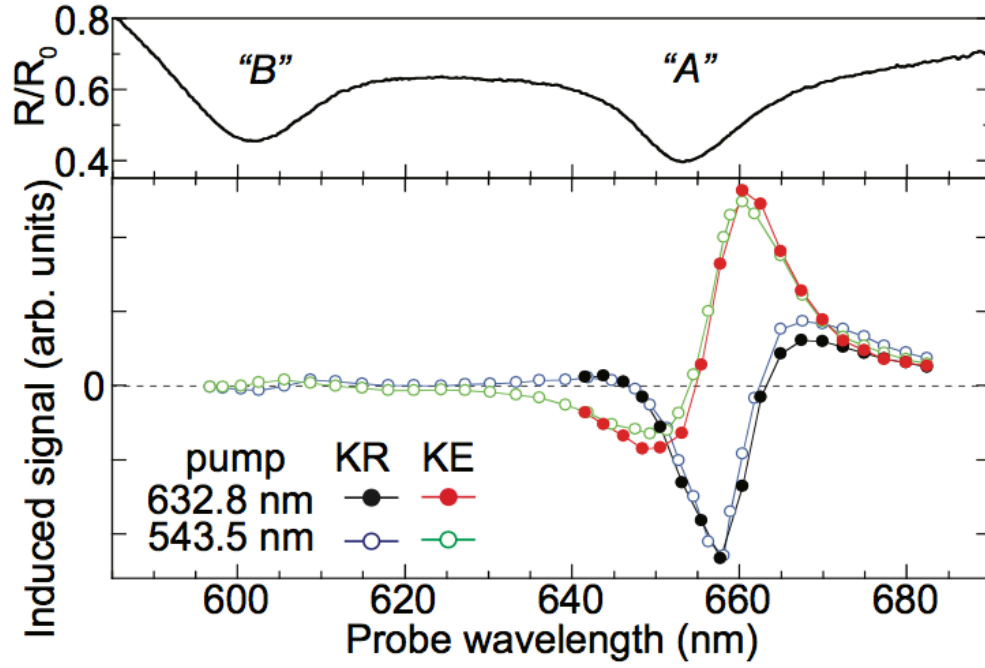 0.8
0.6
0.4
R/R0
"B"
"A"
Induced signal (arb. units)
0
pump KR KE
632.8 nm
543.5 nm
600 620 640 660 680
Probe wavelength (nm)